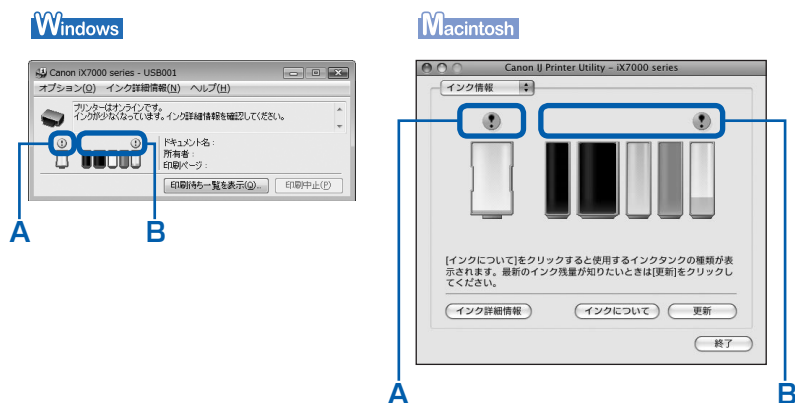 Windows
Canon iX7000 series - USB001
オプション(O) インク詳細情報(N) ヘルプ(H)
プリンターはオンラインです。
インクが少なくなっています。インク詳細情報を確認してください。
ドキュメント名:
所有者:
印刷ページ:
印刷待ち一覧を表示(Q)...
印刷中止(P)
A
B
Macintosh
Canon IJ Printer Utility – iX7000 series
インク情報
[インクについて]をクリックすると使用するインクタンクの種類が表
示されます。最新のインク残量が知りたいときは[更新]をクリックし
てください。
インク詳細情報
インクについて
更新
終了
A
B